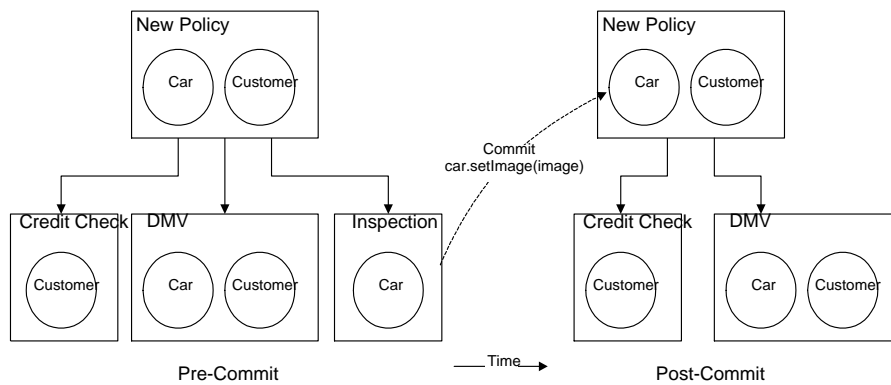 New Policy
Car
Customer
Credit Check
DMV
Inspection
Customer
Car
Customer
Car
Pre-Commit
Commit
car.setImage(image)
Time
New Policy
Car
Customer
Credit Check
DMV
Customer
Car
Customer
Post-Commit